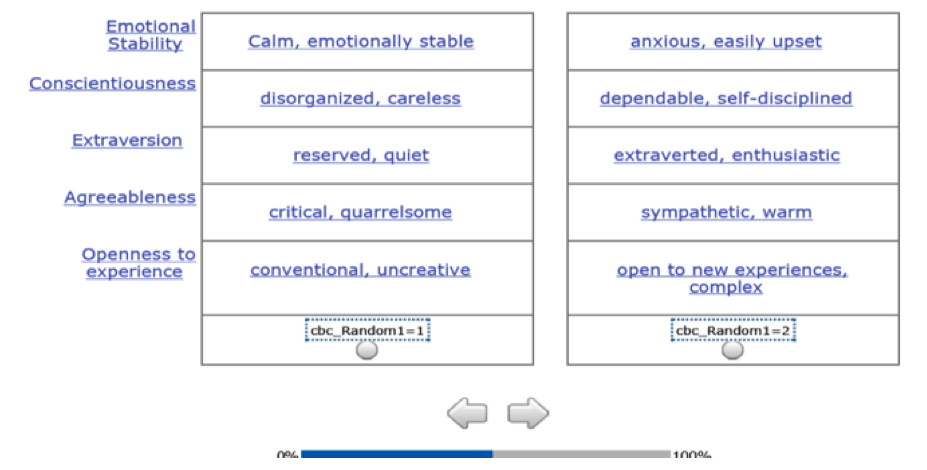 Emotional
Stability
Calm, emotionally stable
anxious, easily upset
Conscientiousness
disorganized, careless
dependable, self-disciplined
Extraversion
reserved, quiet
extraverted, enthusiastic
Agreeableness
critical, quarrelsome
sympathetic, warm
Openness to
experience
conventional, uncreative
open to new experiences,
complex
cbc_Random1=1
cbc_Random1=2
0%
100%